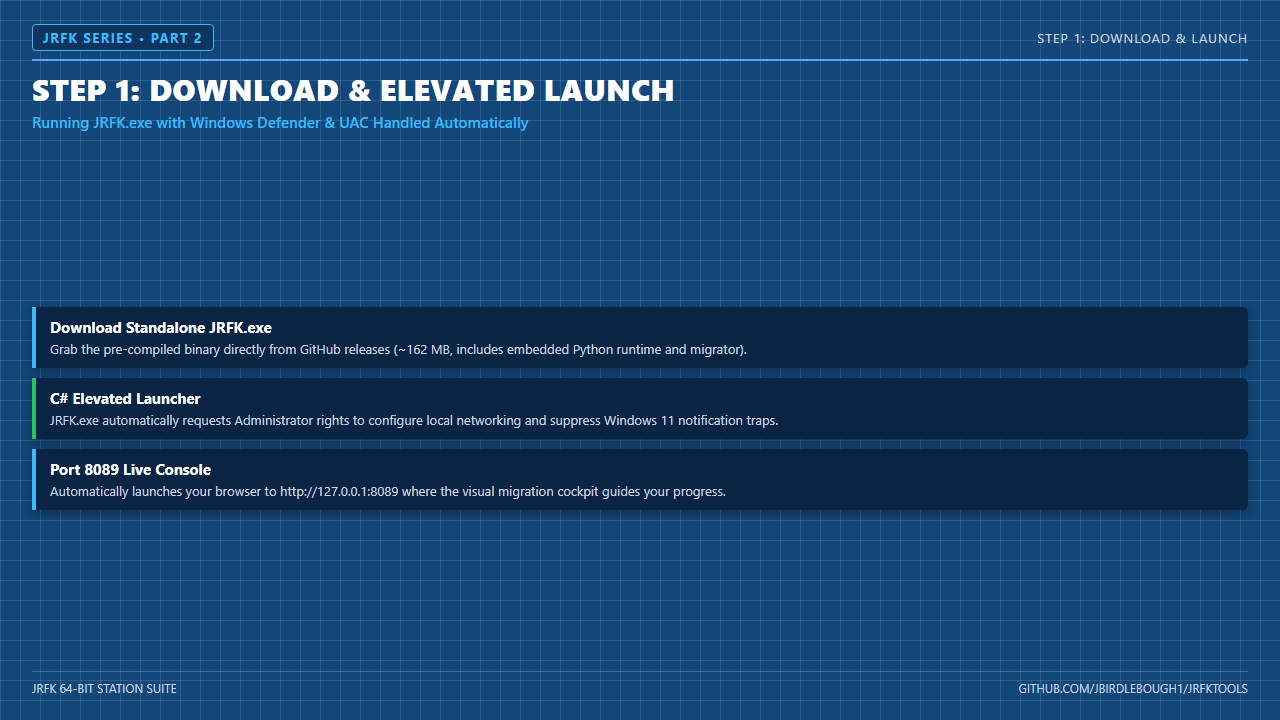 JRFK SERIES • PART 2
STEP 1: DOWNLOAD & LAUNCH
STEP 1: DOWNLOAD & ELEVATED LAUNCH
Running JRFK.exe with Windows Defender & UAC Handled Automatically
Download Standalone JRFK.exe
Grab the pre-compiled binary directly from GitHub releases (~162 MB, includes embedded Python runtime and migrator).
C# Elevated Launcher
JRFK.exe automatically requests Administrator rights to configure local networking and suppress Windows 11 notification traps.
Port 8089 Live Console
Automatically launches your browser to http://127.0.0.1:8089 where the visual migration cockpit guides your progress.
JRFK 64-BIT STATION SUITE
GITHUB.COM/JBIRDLEBOUGH1/JRFKTOOLS